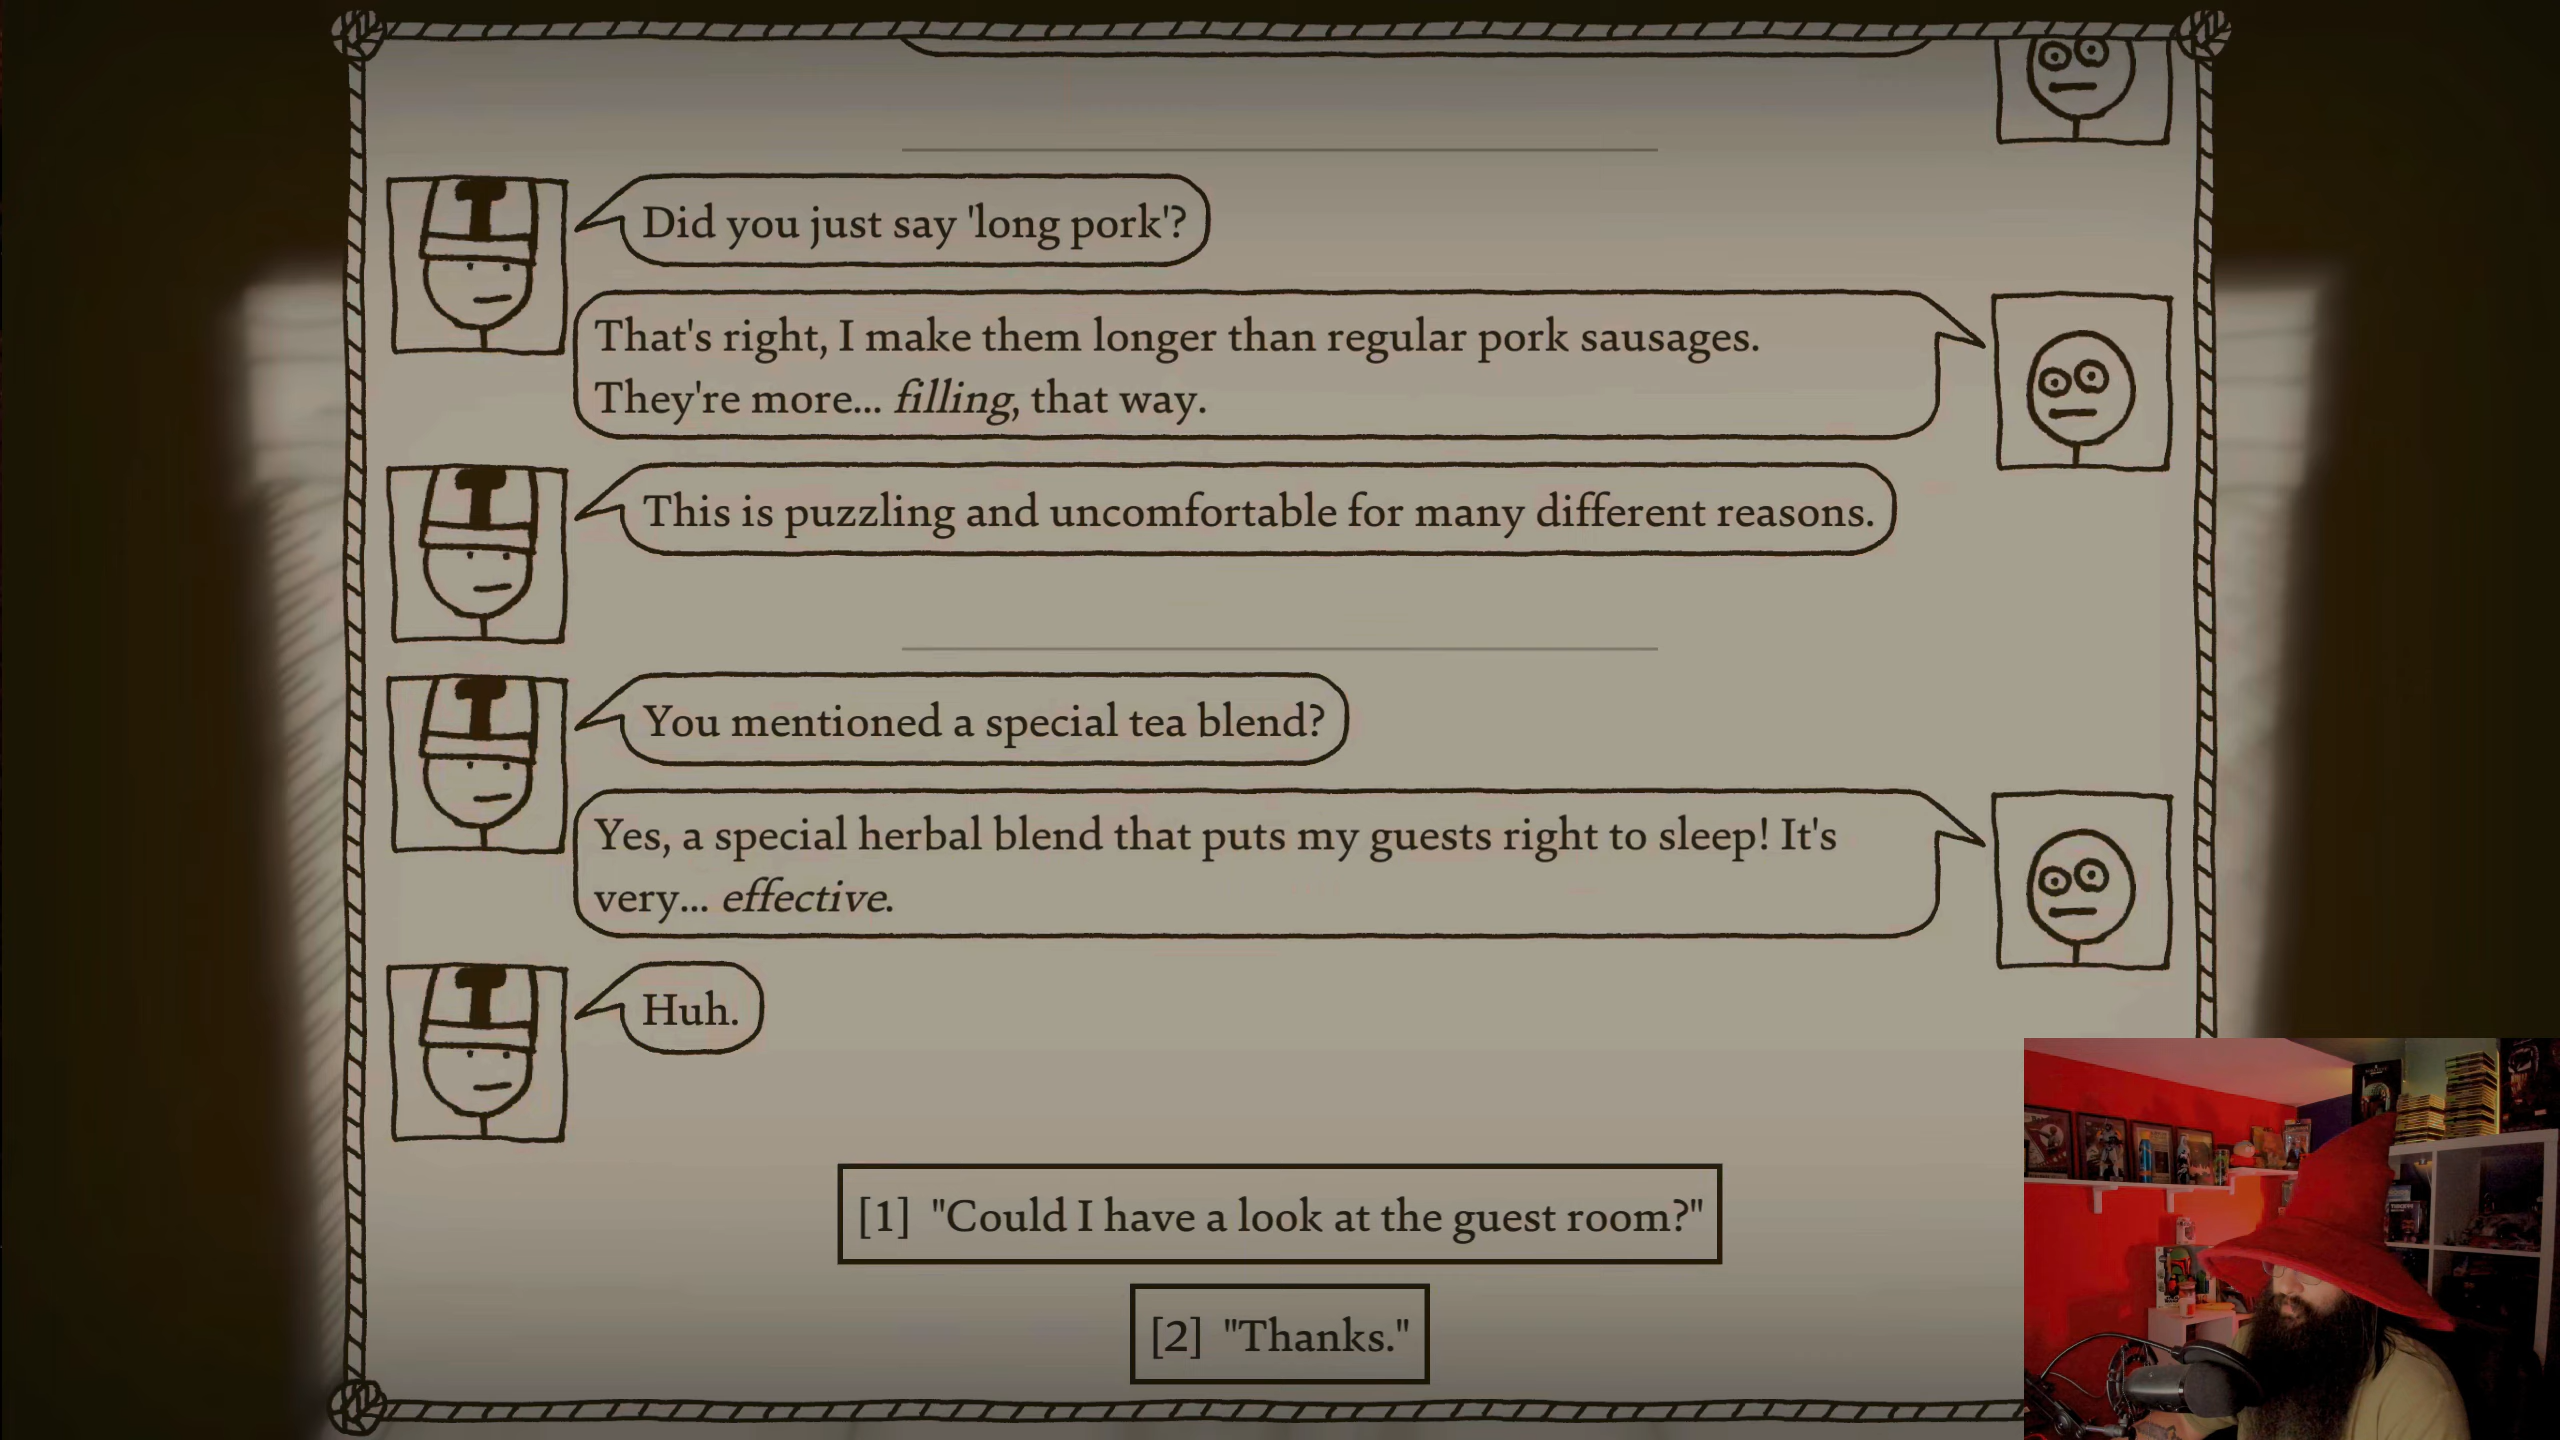 Did you just say 'long pork'?
That's right, I make them longer than regular pork sausages.
They're more... filling, that way.
This is puzzling and uncomfortable for many different reasons.
You mentioned a special tea blend?
Yes, a special herbal blend that puts my guests right to sleep! It's
very... effective.
Huh.
[1] "Could I have a look at the guest room?"
[2] "Thanks."